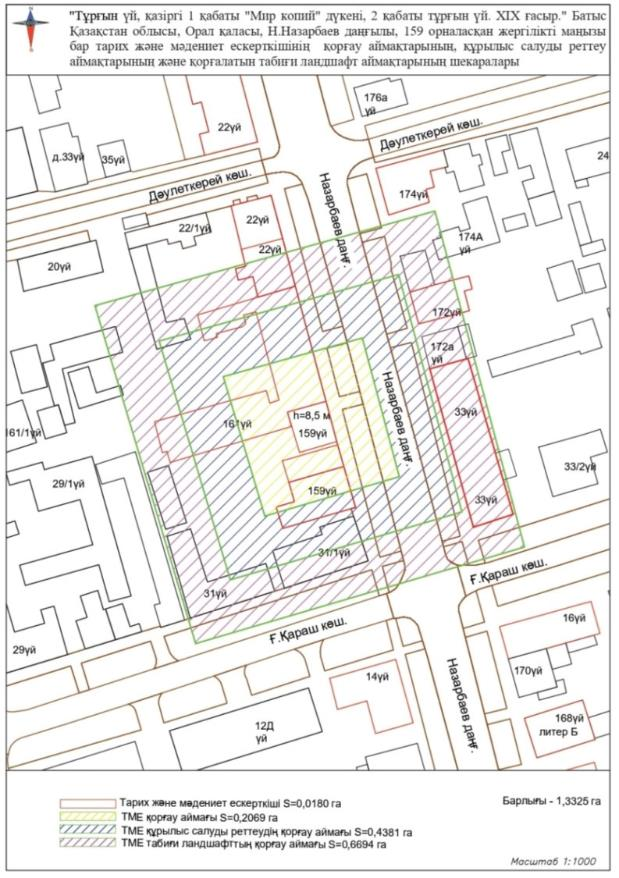 N
"Тұрғын үй, қазіргі 1 қабаты "Мир копий" дүкені, 2 қабаты тұрғын үй. XIX ғасыр." Батыс
Қазақстан облысы, Орал қаласы, Н.Назарбаев даңғылы, 159 орналасқан жергілікті маңызы
бар тарих және мәдениет ескерткішінің қорғау аймақтарының, құрылыс салуды реттеу
аймақтарының және қорғалатын табиғи ландшафт аймақтарының шекаралары
176а
үй
22үй
Дәулеткерей көш.
д.33үй
35үй
24
Дәулеткерей көш.
Назарбаев даңғ.
174үй
22үй
22/1үй
174А
үй
22үй
20үй
172үй
172а
үй
Назарбаев даңғ.
h=8,5 м
33үй
161үй
159үй
161/1үй
33/2үй
29/1үй
159үй
33үй
31/1үй
Ғ.Қараш көш.
31үй
Ғ.Қараш көш.
16үй
29үй
Назарбаев даңғ.
170үй
14үй
168үй
литер Б
12Д
үй
Тарих және мәдениет ескерткіші S=0,0180 га
Барлығы - 1,3325 га
ТМЕ қорғау аймағы S=0,2069 га
ТМЕ құрылыс салуды реттеудің қорғау аймағы S=0,4381 га
ТМЕ табиғи ландшафттың қорғау аймағы S=0,6694 га
Масштаб 1:1000